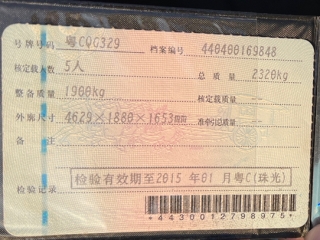 号牌号码 粤CQG329 档案编号 440400169848
核定载人数 5人 总 质 量 2320kg
整备质量 1900kg 核定载质量 --
外廓尺寸 4629×1880×1653mm 准牵引总质量 --
备 注
检验记录 检验有效期至2015 年01 月粤C(珠光)
*4430012798975*